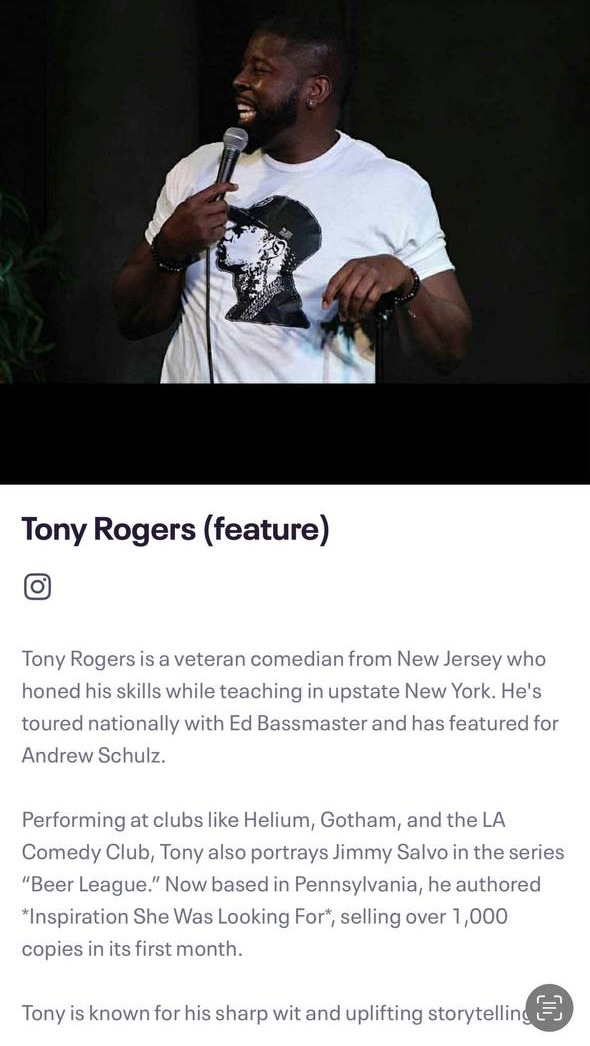 Tony Rogers (feature)
Tony Rogers is a veteran comedian from New Jersey who
honed his skills while teaching in upstate New York. He's
toured nationally with Ed Bassmaster and has featured for
Andrew Schulz.
Performing at clubs like Helium, Gotham, and the LA
Comedy Club, Tony also portrays Jimmy Salvo in the series
“Beer League.” Now based in Pennsylvania, he authored
*Inspiration She Was Looking For*, selling over 1,000
copies in its first month.
Tony is known for his sharp wit and uplifting storytelling